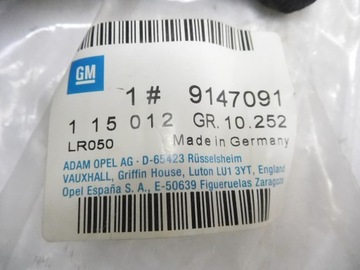 GM
1 # 9147091
1 15 012 GR. 10.252
LR050 Made in Germany
ADAM OPEL AG · D-65423 Rüsselsheim
VAUXHALL, Griffin House, Luton LU1 3YT, England
Opel España S. A., E-50639 Figueruelas Zaragoza